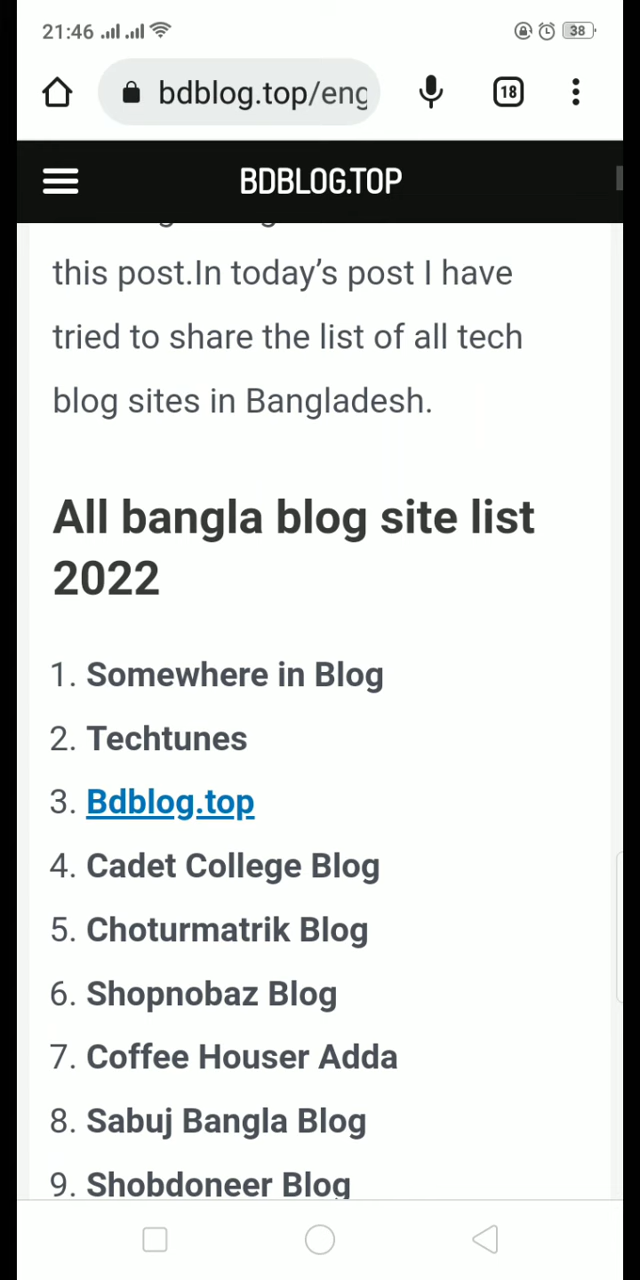 21:46
38
bdblog.top/eng
18
BDBLOG.TOP
this post.In today’s post I have
tried to share the list of all tech
blog sites in Bangladesh.
All bangla blog site list
2022
1. Somewhere in Blog
2. Techtunes
3. Bdblog.top
4. Cadet College Blog
5. Choturmatrik Blog
6. Shopnobaz Blog
7. Coffee Houser Adda
8. Sabuj Bangla Blog
9. Shobdoneer Blog